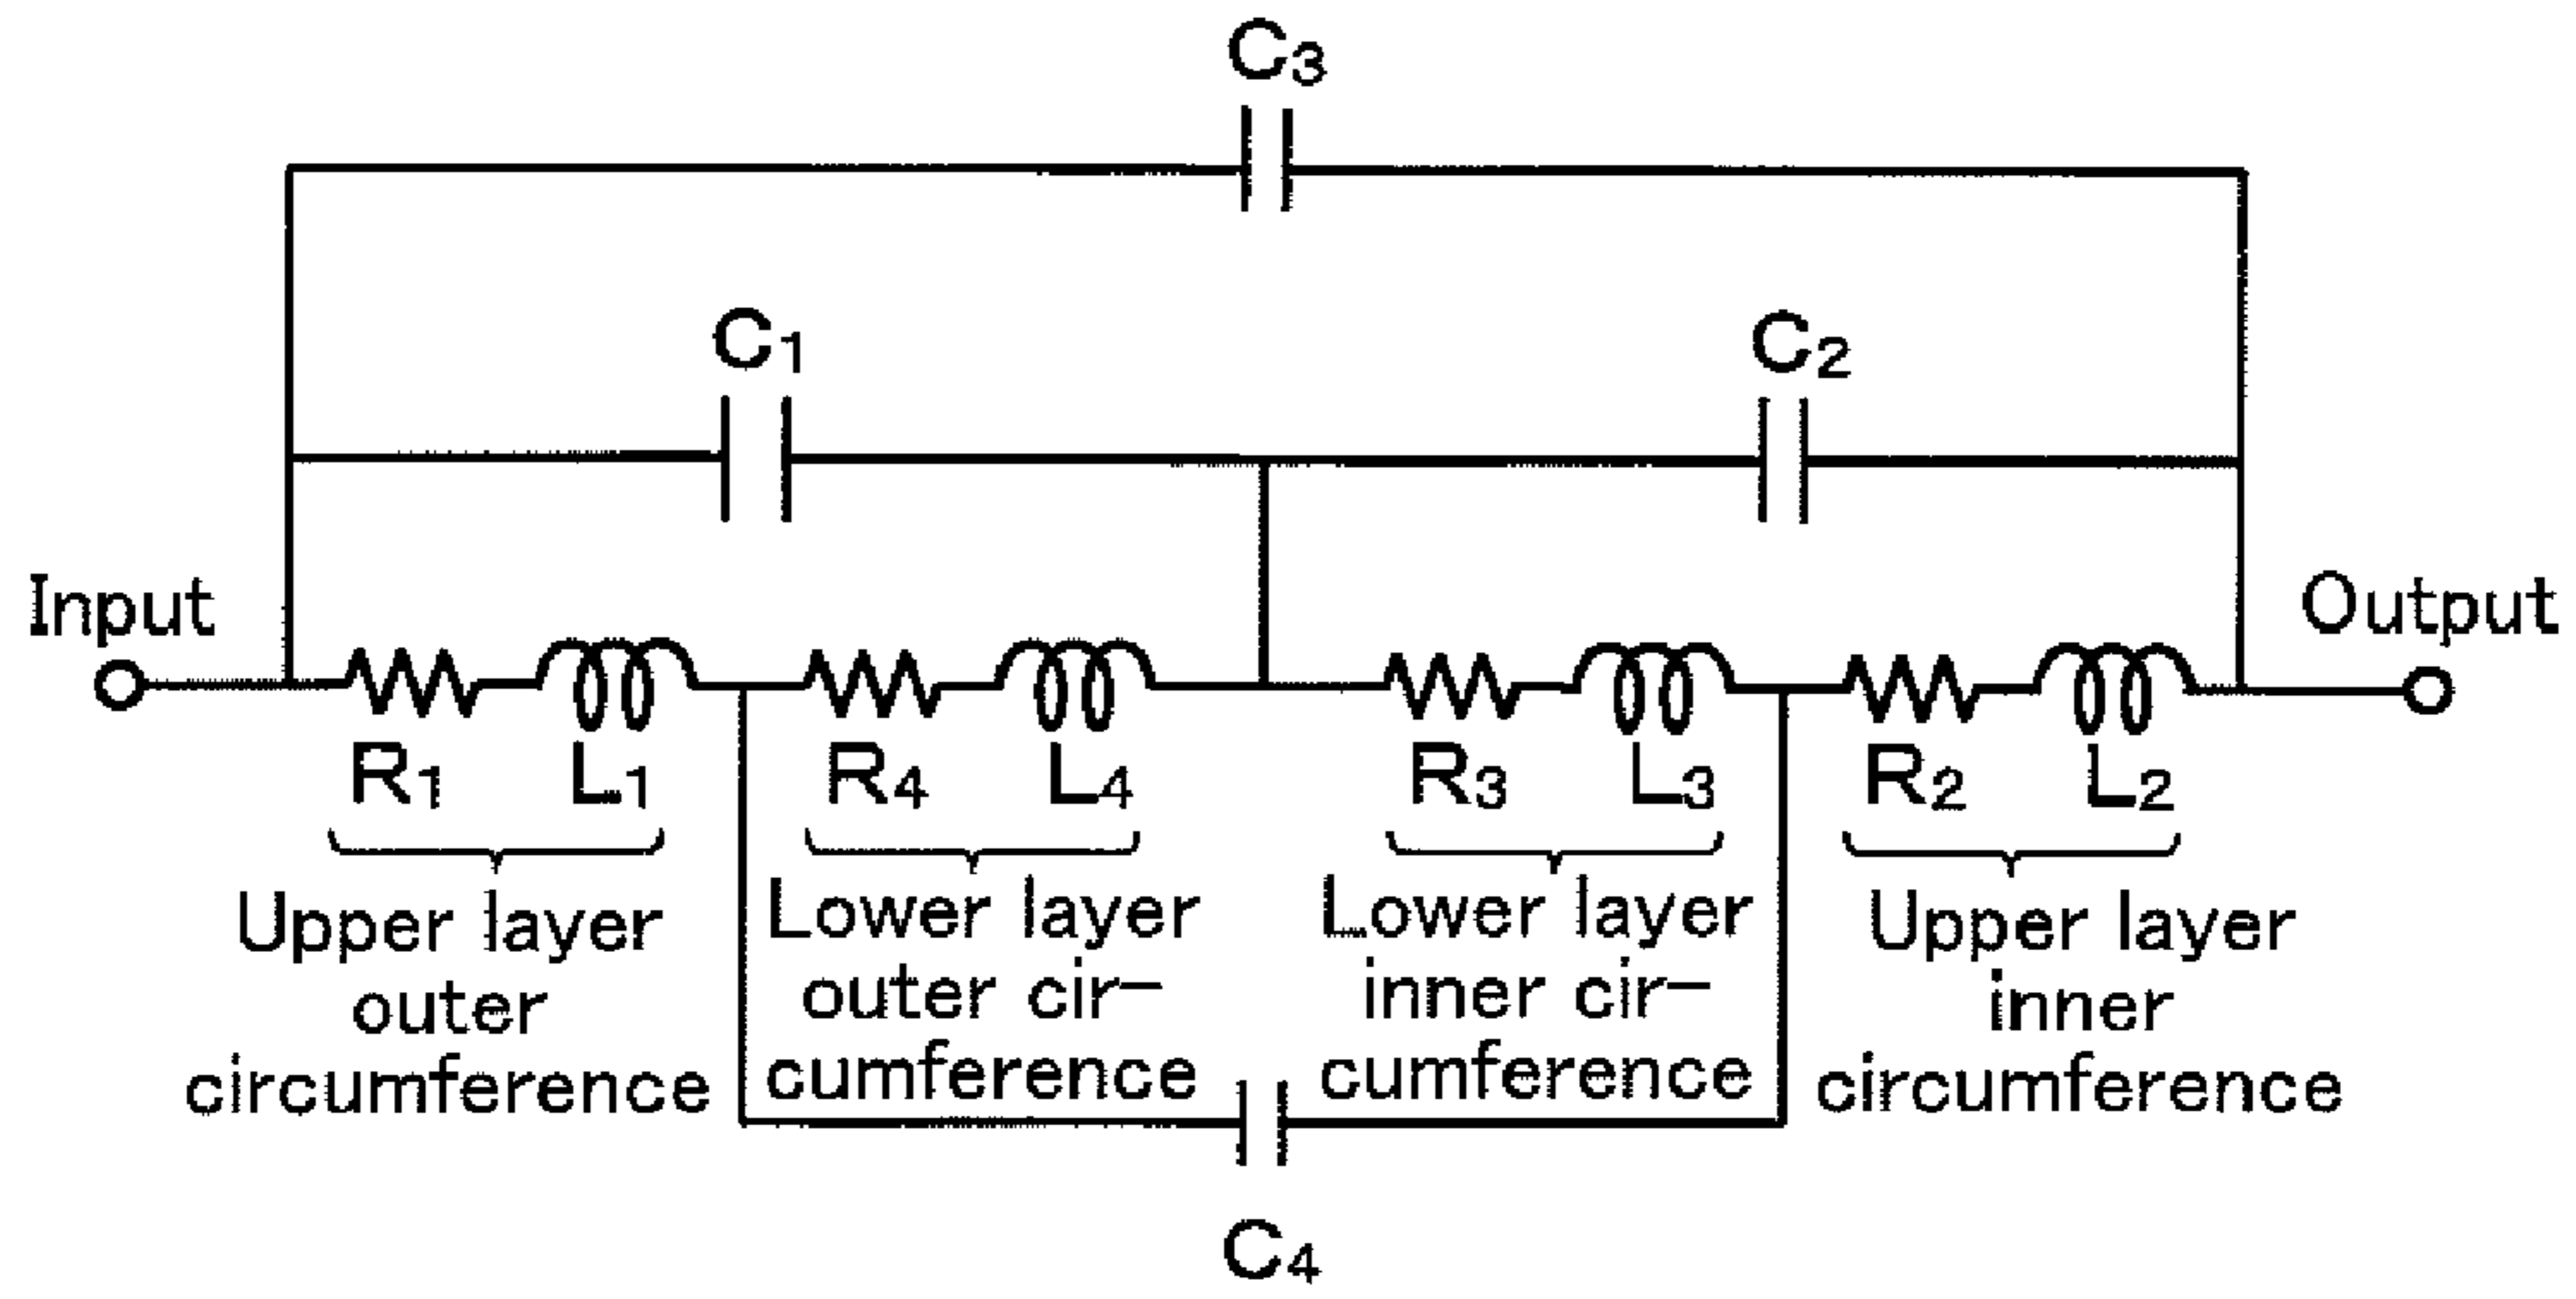 C3
C1
C2
Input
Output
R1
L1
R4
L4
R3
L3
R2
L2
Upper layer
outer
circumference
Lower layer
outer cir-
cumference
Lower layer
inner cir-
cumference
Upper layer
inner
circumference
C4